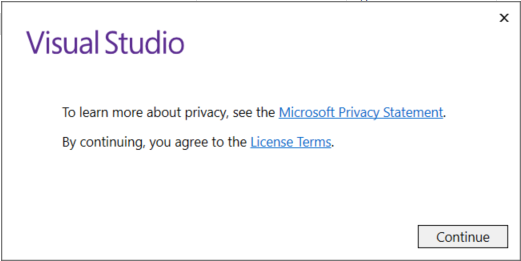 Visual Studio
To learn more about privacy, see the Microsoft Privacy Statement.
By continuing, you agree to the License Terms.
Continue